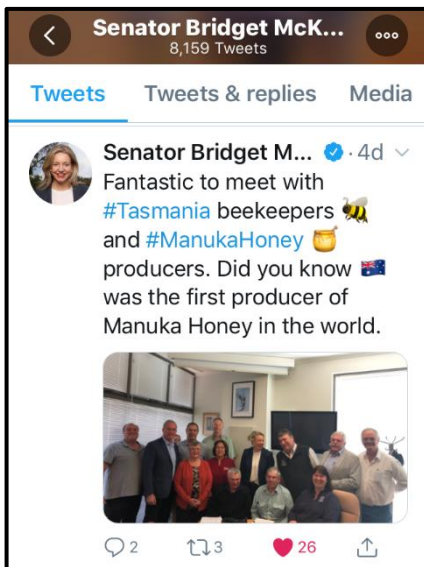 Senator Bridget McK...
8,159 Tweets
Tweets Tweets & replies Media
Senator Bridget M... · 4d
Fantastic to meet with
#Tasmania beekeepers 🐝
and #ManukaHoney 🍯
producers. Did you know 🇦🇺
was the first producer of
Manuka Honey in the world.
2 3 26